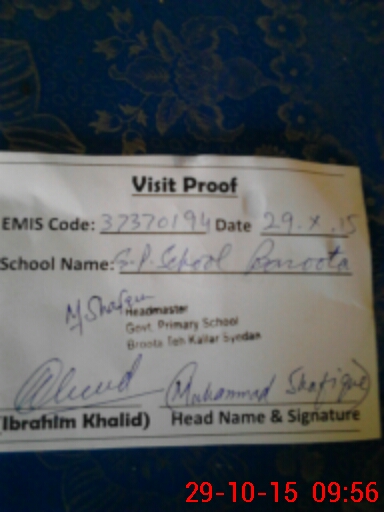 Visit Proof
EMIS Code: 37370194 Date 29.X.15
School Name: G.P. School Broota
M Shafique
Headmaster
Govt. Primary School
Broota Teh Kallar Syedan
(Muhammad Shafique)
(Ibrahim Khalid) Head Name & Signature
29-10-15 09:56